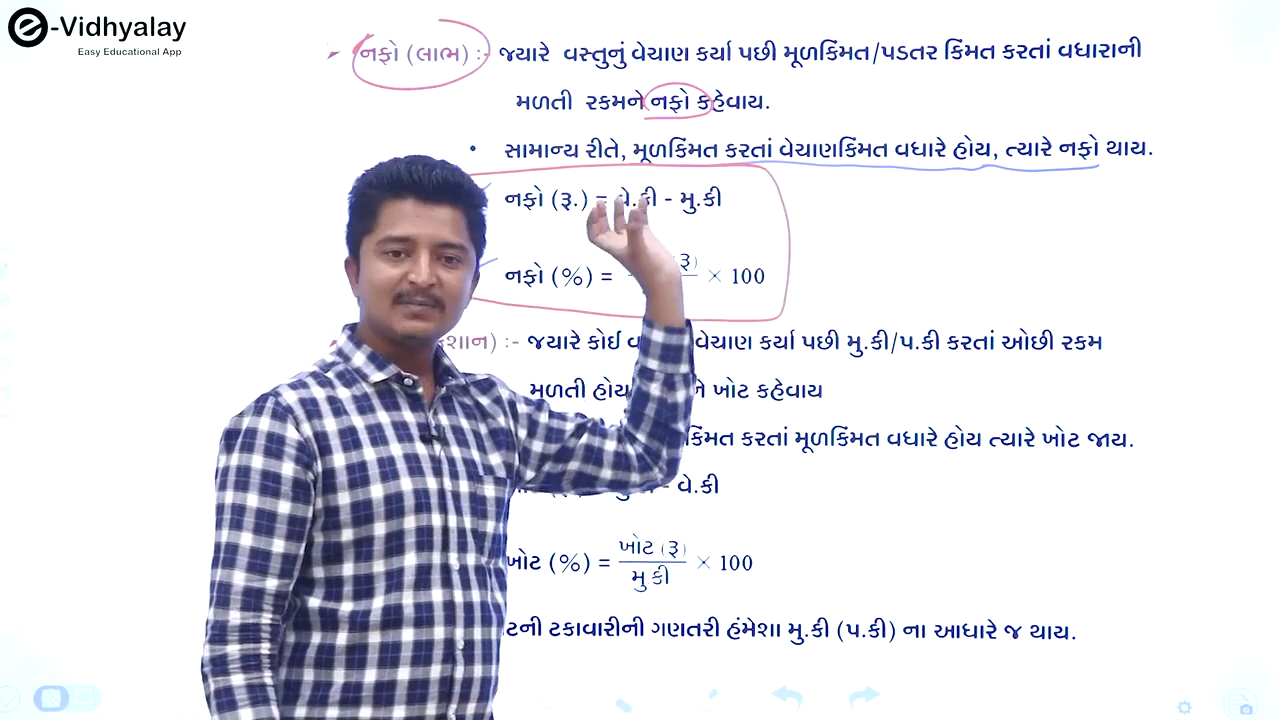 e-Vidhyalay
Easy Educational App
નફો (લાભ) :- જ્યારે વસ્તુનું વેચાણ કર્યા પછી મૂળકિંમત/પડતર કિંમત કરતાં વધારાની
મળતી રકમને નફો કહેવાય.
• સામાન્ય રીતે, મૂળકિંમત કરતાં વેચાણકિંમત વધારે હોય, ત્યારે નફો થાય.
નફો (રૂ.) = વે.કી - મુ.કી
નફો (%) = રૂ) × 100
કશાન) :- જ્યારે કોઈ વેચાણ કર્યા પછી મુ.કી/પ.કી કરતાં ઓછી રકમ
મળતી હોય ખોટ કહેવાય
કિંમત કરતાં મૂળકિંમત વધારે હોય ત્યારે ખોટ જાય.
- વે.કી
ખોટ (%) = ખોટ (રૂ) / મુ કી × 100
ટની ટકાવારીની ગણતરી હંમેશા મુ.કી (પ.કી) ના આધારે જ થાય.